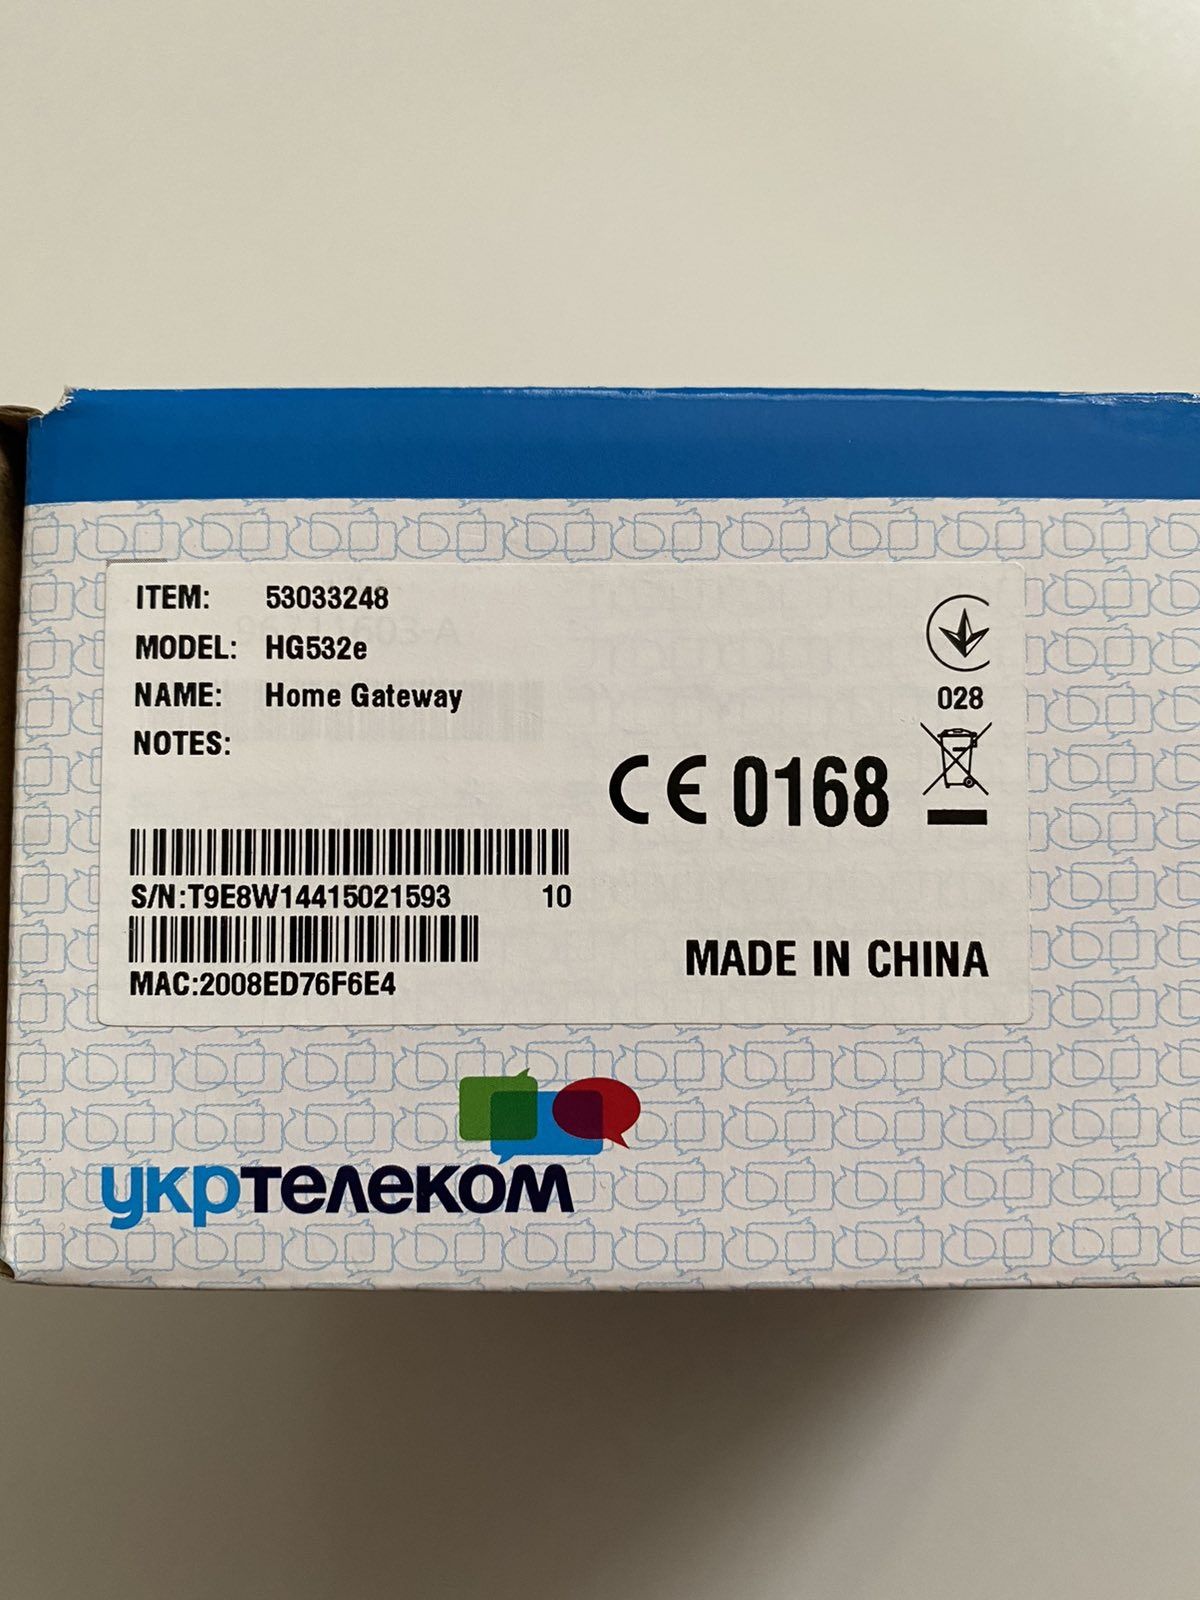 ITEM: 53033248
MODEL: HG532e
NAME: Home Gateway
NOTES:
028
CE 0168
S/N:T9E8W14415021593 10
MAC:2008ED76F6E4
MADE IN CHINA
укртелеком